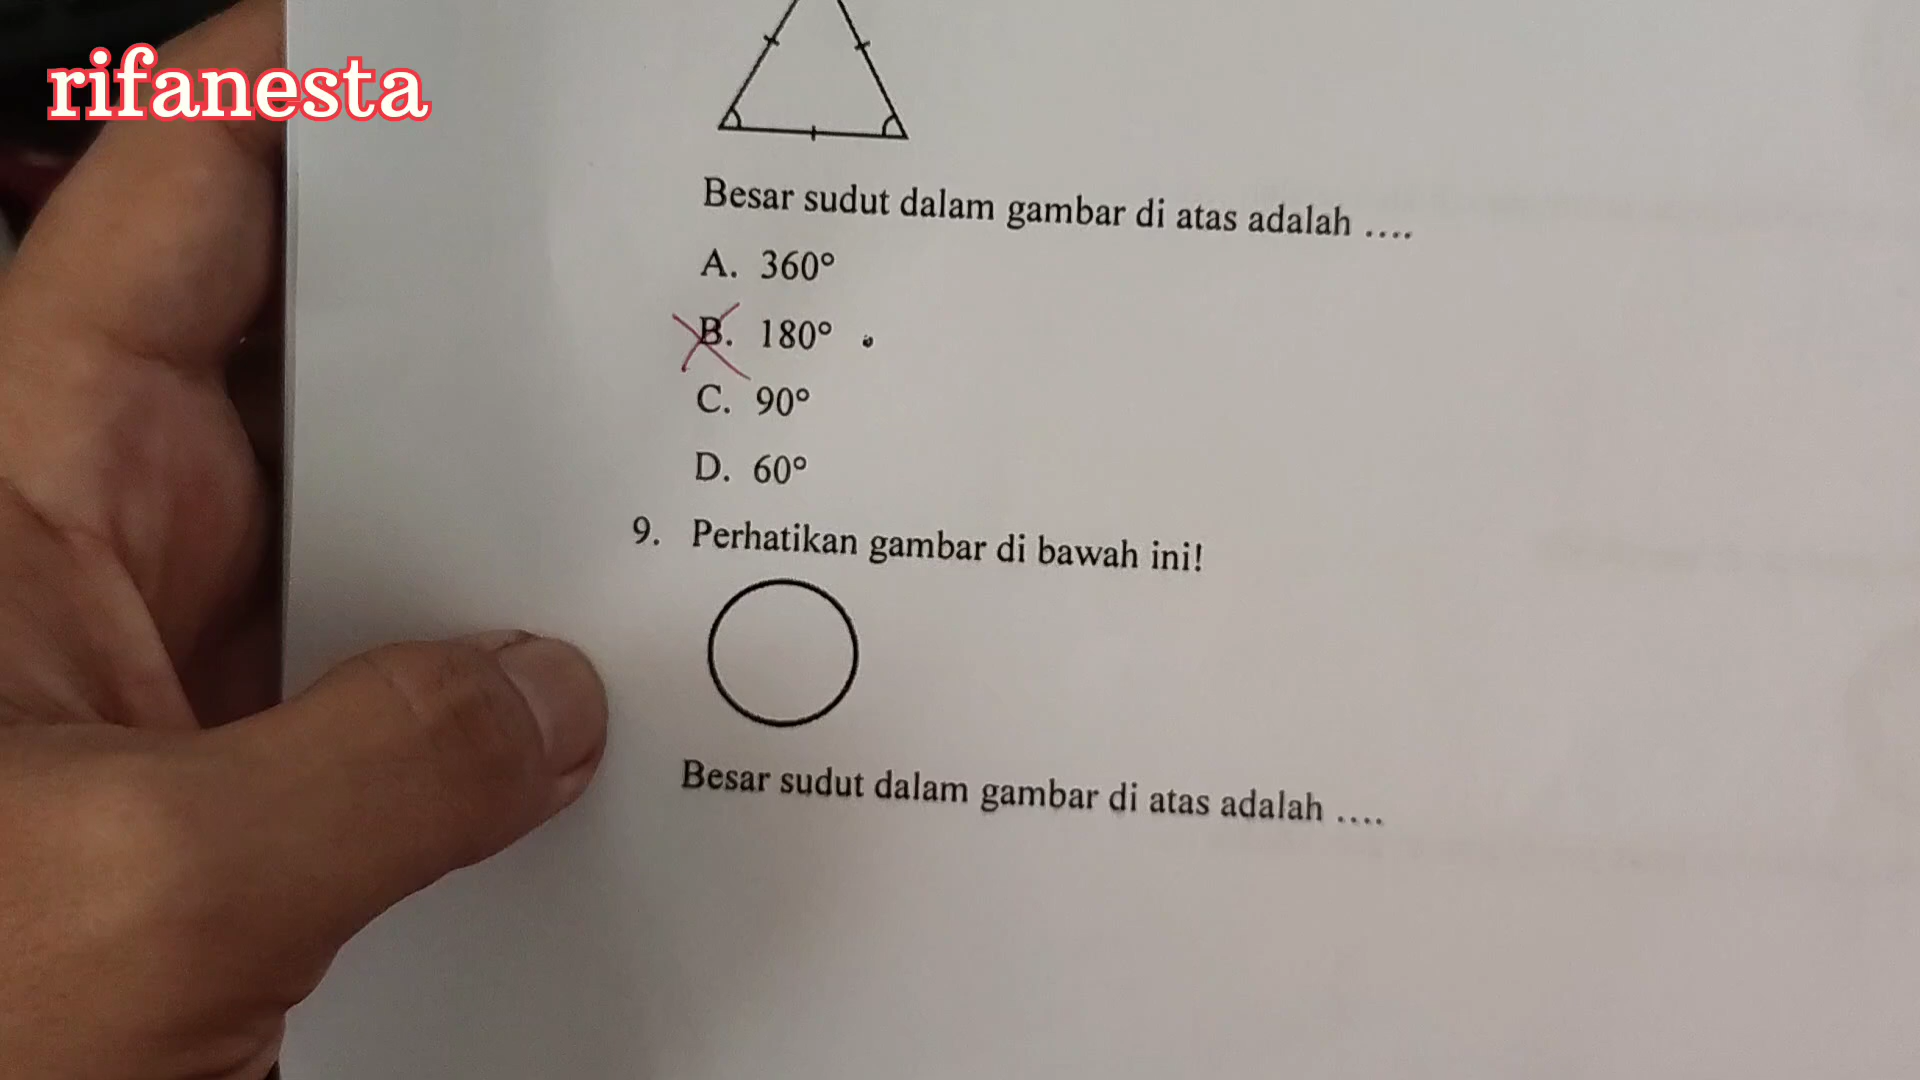 rifanesta
Besar sudut dalam gambar di atas adalah ....
A. 360°
B. 180°
C. 90°
D. 60°
9. Perhatikan gambar di bawah ini!
Besar sudut dalam gambar di atas adalah ....